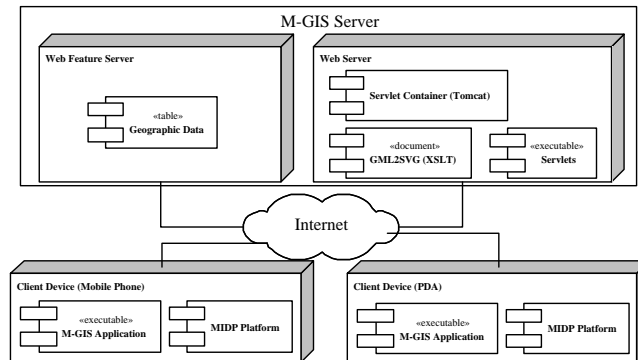 M-GIS Server
Web Feature Server
«table»
Geographic Data
Web Server
Servlet Container (Tomcat)
«document»
GML2SVG (XSLT)
«executable»
Servlets
Internet
Client Device (Mobile Phone)
«executable»
M-GIS Application
MIDP Platform
Client Device (PDA)
«executable»
M-GIS Application
MIDP Platform